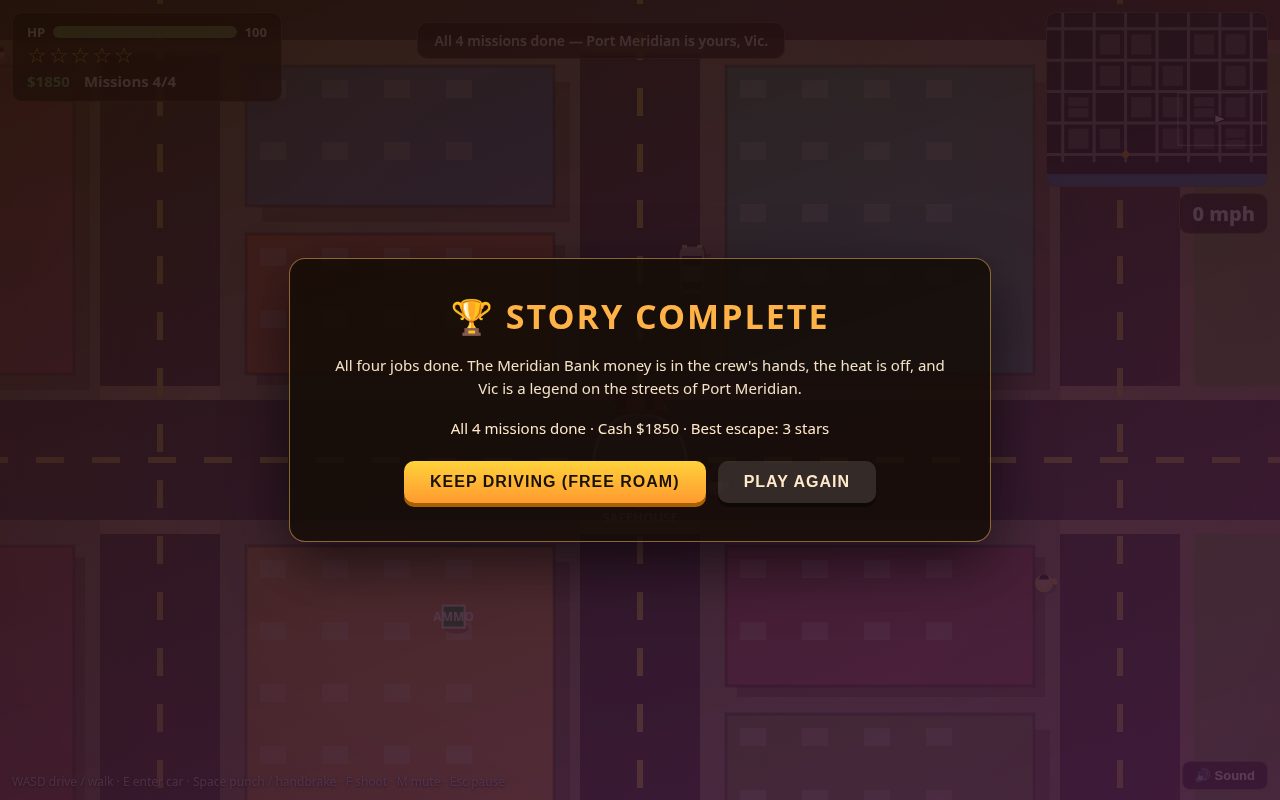 HP 100
☆☆☆☆☆
$1850 Missions 4/4
All 4 missions done — Port Meridian is yours, Vic.
0 mph
🏆 STORY COMPLETE
All four jobs done. The Meridian Bank money is in the crew's hands, the heat is off, and
Vic is a legend on the streets of Port Meridian.
All 4 missions done · Cash $1850 · Best escape: 3 stars
KEEP DRIVING (FREE ROAM)
PLAY AGAIN
SAFEHOUSE
AMMO
WASD drive / walk · E enter car · Space punch / handbrake · F shoot · M mute · Esc pause
🔊 Sound